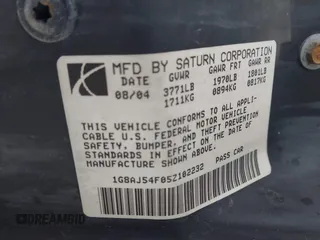 MFD BY SATURN CORPORATION
DATE GVWR GAWR FRT GAWR RR
08/04 3771LB 1970LB 1801LB
1711KG 0894KG 0817KG
THIS VEHICLE CONFORMS TO ALL APPLI-
CABLE U.S. FEDERAL MOTOR VEHICLE
SAFETY, BUMPER, AND THEFT PREVENTION
STANDARDS IN EFFECT ON THE DATE OF
MANUFACTURE SHOWN ABOVE.
1G8AJ54F05Z102232 PASS CAR
© AUTOBIDMASTER